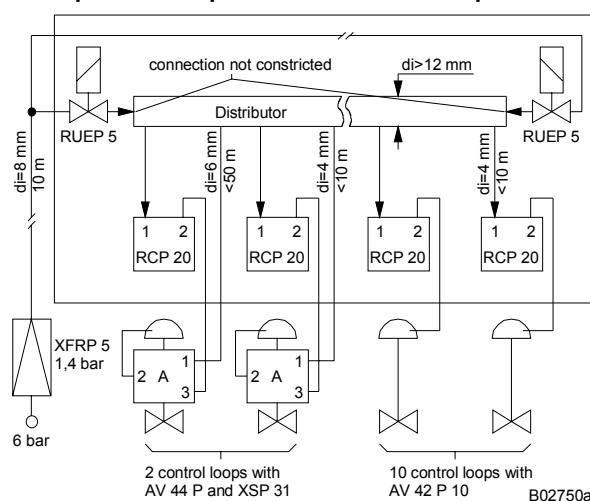 connection not constricted
di>12 mm
Distributor
RUEP 5
RUEP 5
di=8 mm
10 m
di=6 mm
<50 m
di=4 mm
<10 m
di=4 mm
<10 m
1 2
RCP 20
1 2
RCP 20
1 2
RCP 20
1 2
RCP 20
XFRP 5
1,4 bar
2 A 1
3
2 A 1
3
6 bar
2 control loops with
AV 44 P and XSP 31
10 control loops with
AV 42 P 10
B02750a